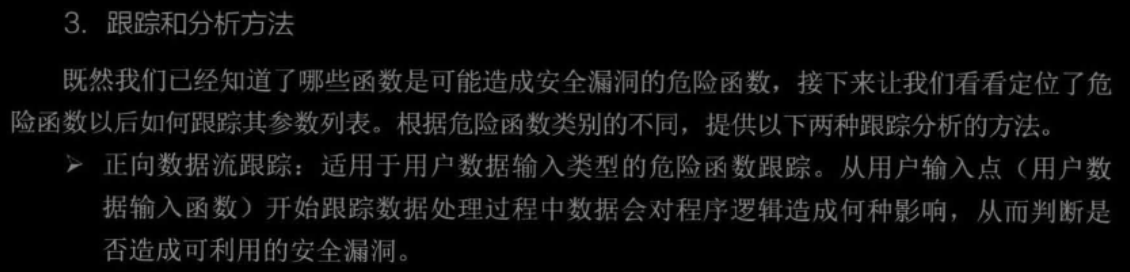 3. 跟踪和分析方法
既然我们已经知道了哪些函数是可能造成安全漏洞的危险函数，接下来让我们看看定位了危
险函数以后如何跟踪其参数列表。根据危险函数类别的不同，提供以下两种跟踪分析的方法。
➢ 正向数据流跟踪：适用于用户数据输入类型的危险函数跟踪。从用户输入点（用户数
据输入函数）开始跟踪数据处理过程中数据会对程序逻辑造成何种影响，从而判断是
否造成可利用的安全漏洞。